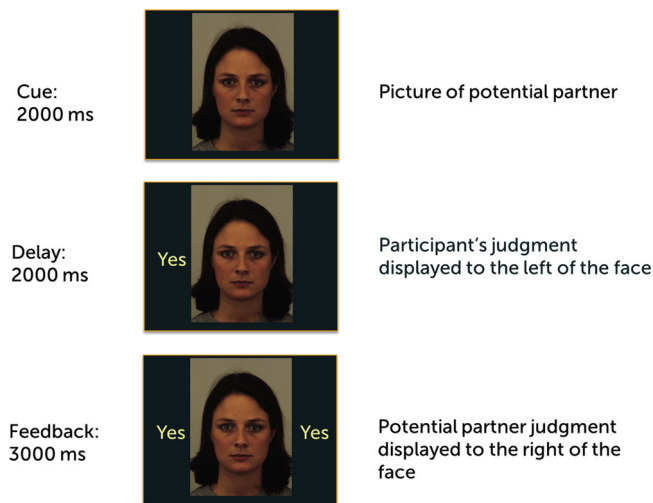 Cue:
2000 ms
Picture of potential partner
Delay:
2000 ms
Yes
Participant's judgment
displayed to the left of the face
Feedback:
3000 ms
Yes
Yes
Potential partner judgment
displayed to the right of the
face